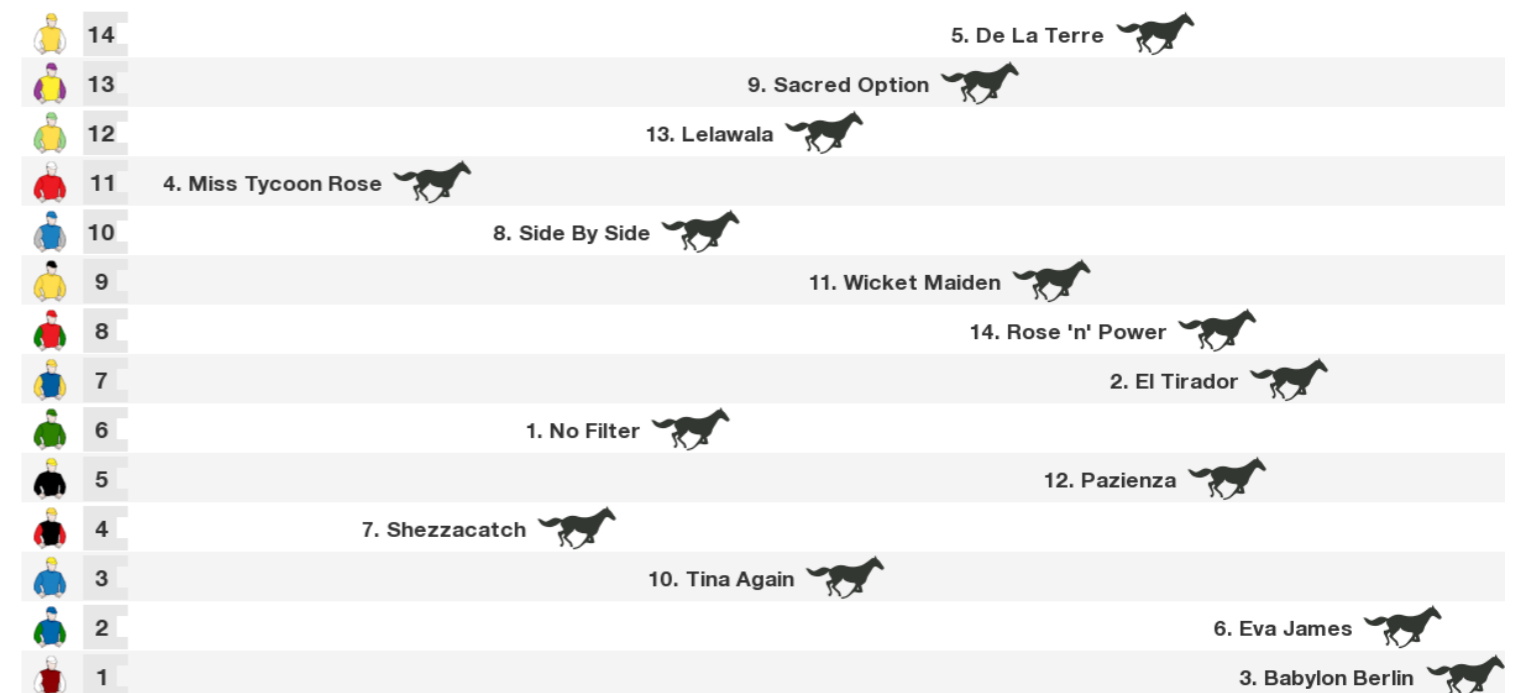 14 5. De La Terre
13 9. Sacred Option
12 13. Lelawala
11 4. Miss Tycoon Rose
10 8. Side By Side
9 11. Wicket Maiden
8 14. Rose 'n' Power
7 2. El Tirador
6 1. No Filter
5 12. Pazienza
4 7. Shezzacatch
3 10. Tina Again
2 6. Eva James
1 3. Babylon Berlin